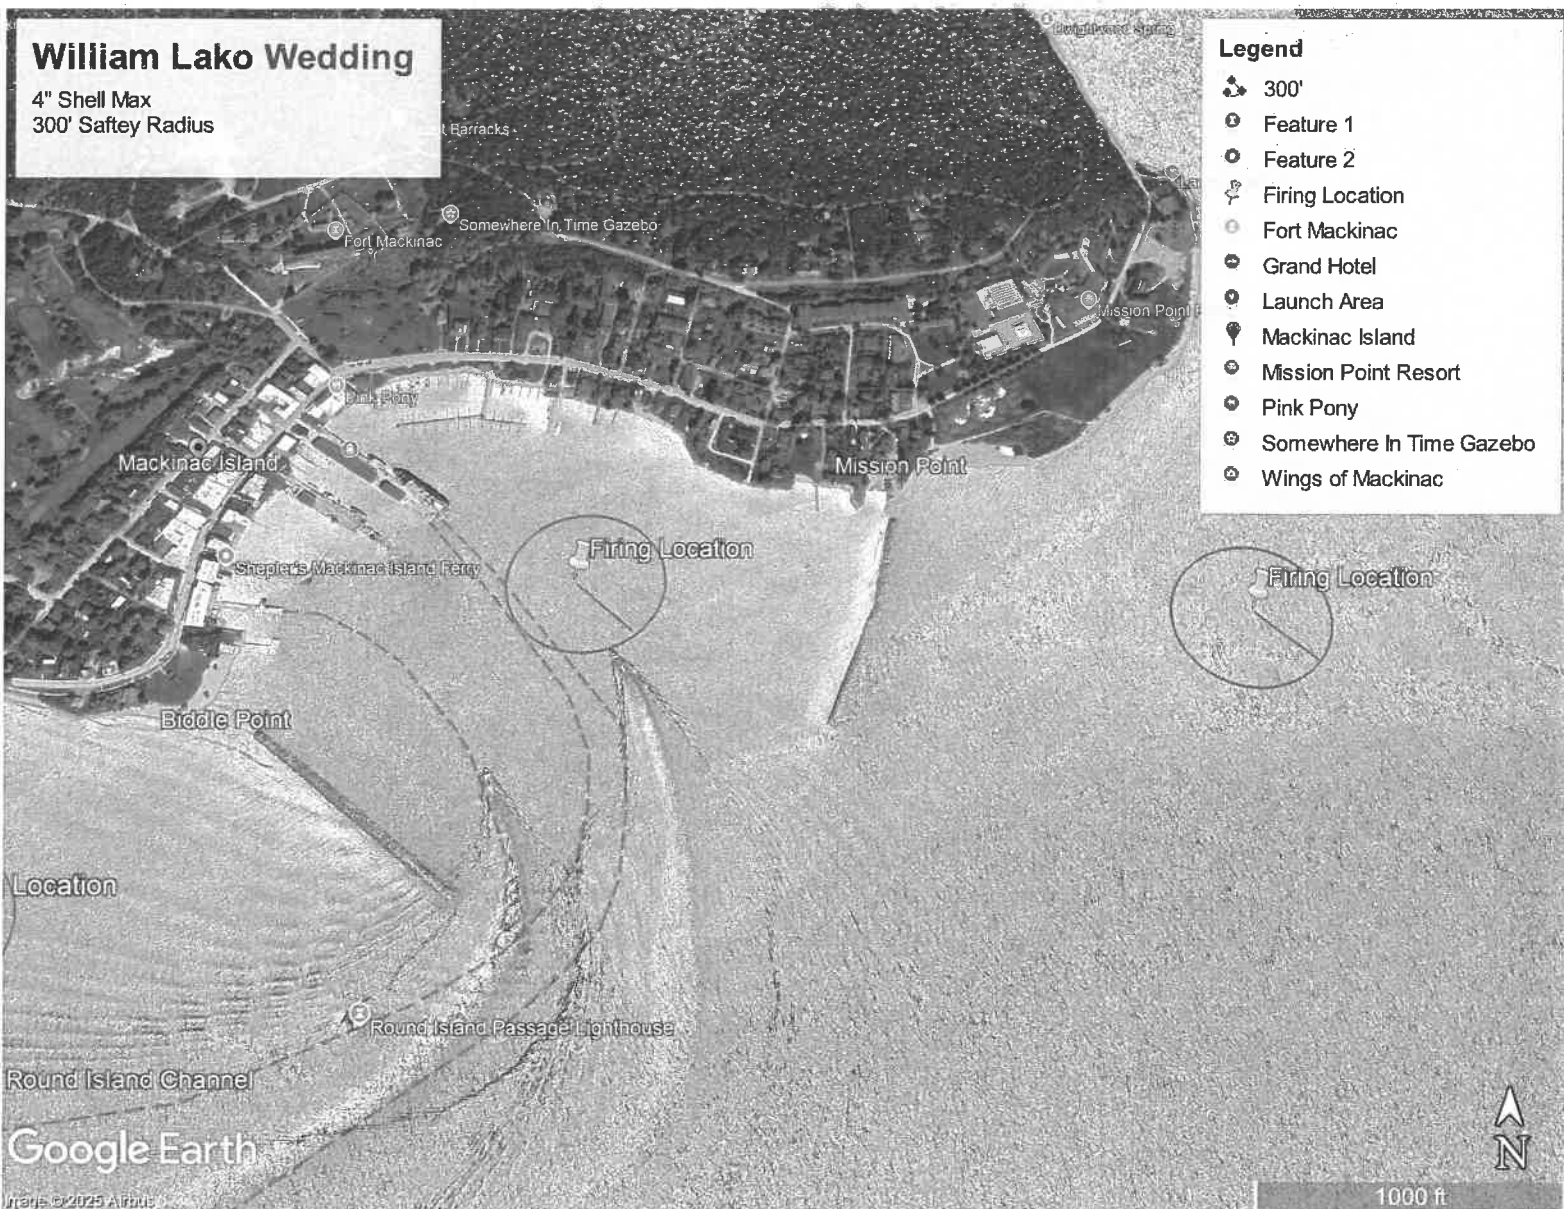 William Lako Wedding
4" Shell Max
300' Saftey Radius
Legend
300'
Feature 1
Feature 2
Firing Location
Fort Mackinac
Grand Hotel
Launch Area
Mackinac Island
Mission Point Resort
Pink Pony
Somewhere In Time Gazebo
Wings of Mackinac
Barracks
Somewhere In Time Gazebo
Fort Mackinac
Mission Point
Pink Pony
Mackinac Island
Mission Point
Firing Location
Shepler's Mackinac Island Ferry
Firing Location
Biddle Point
Location
Round Island Passage Lighthouse
Round Island Channel
Google Earth
Image © 2025 Airbus
N
1000 ft